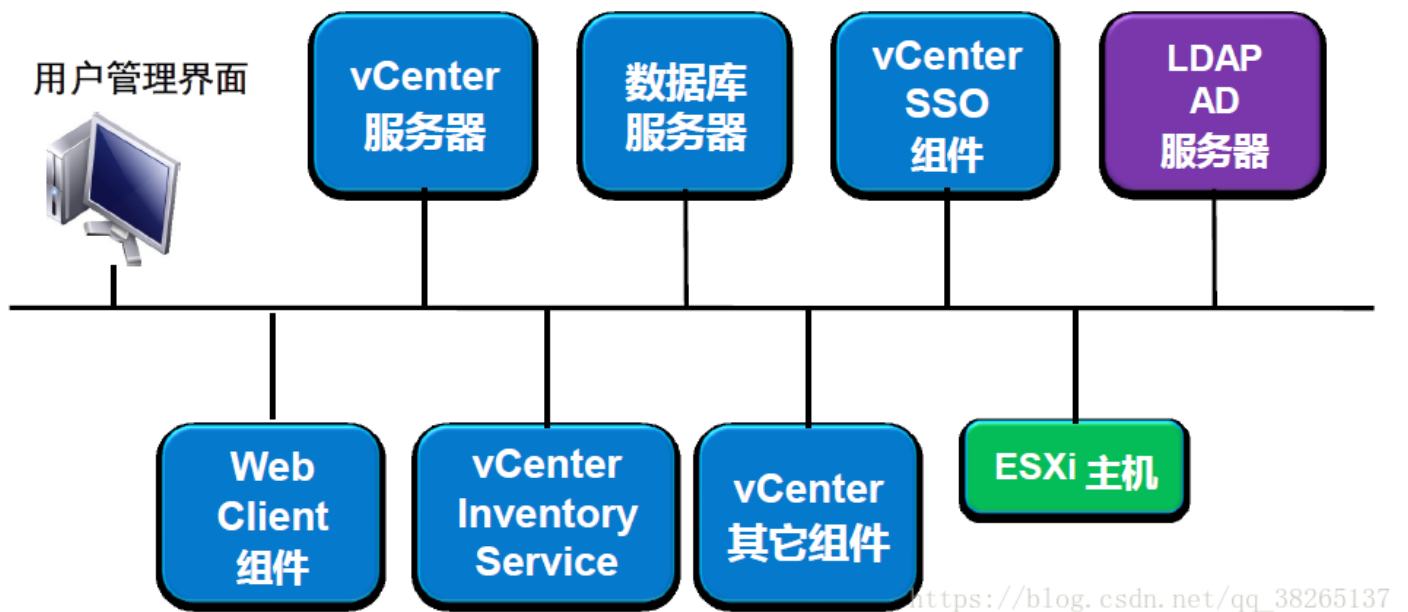 用户管理界面
vCenter
服务器
数据库
服务器
vCenter
SSO
组件
LDAP
AD
服务器
Web
Client
组件
vCenter
Inventory
Service
vCenter
其它组件
ESXi 主机
https://blog.csdn.net/qq_38265137